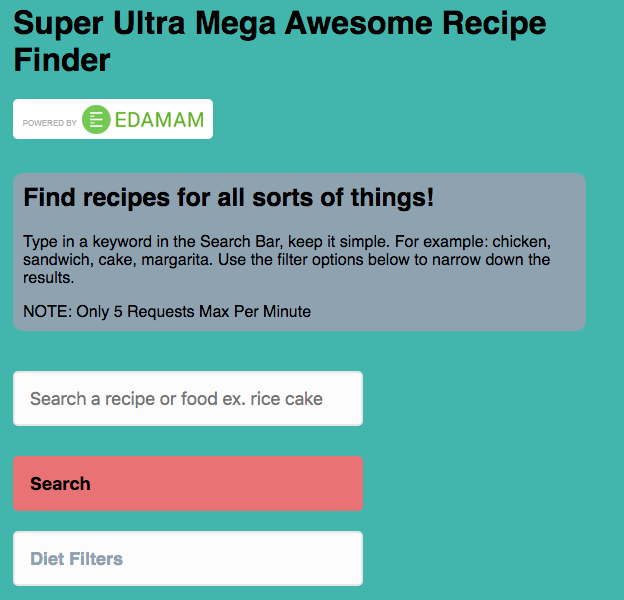 Super Ultra Mega Awesome Recipe
Finder
POWERED BY EDAMAM
Find recipes for all sorts of things!
Type in a keyword in the Search Bar, keep it simple. For example: chicken,
sandwich, cake, margarita. Use the filter options below to narrow down the
results.
NOTE: Only 5 Requests Max Per Minute
Search a recipe or food ex. rice cake
Search
Diet Filters